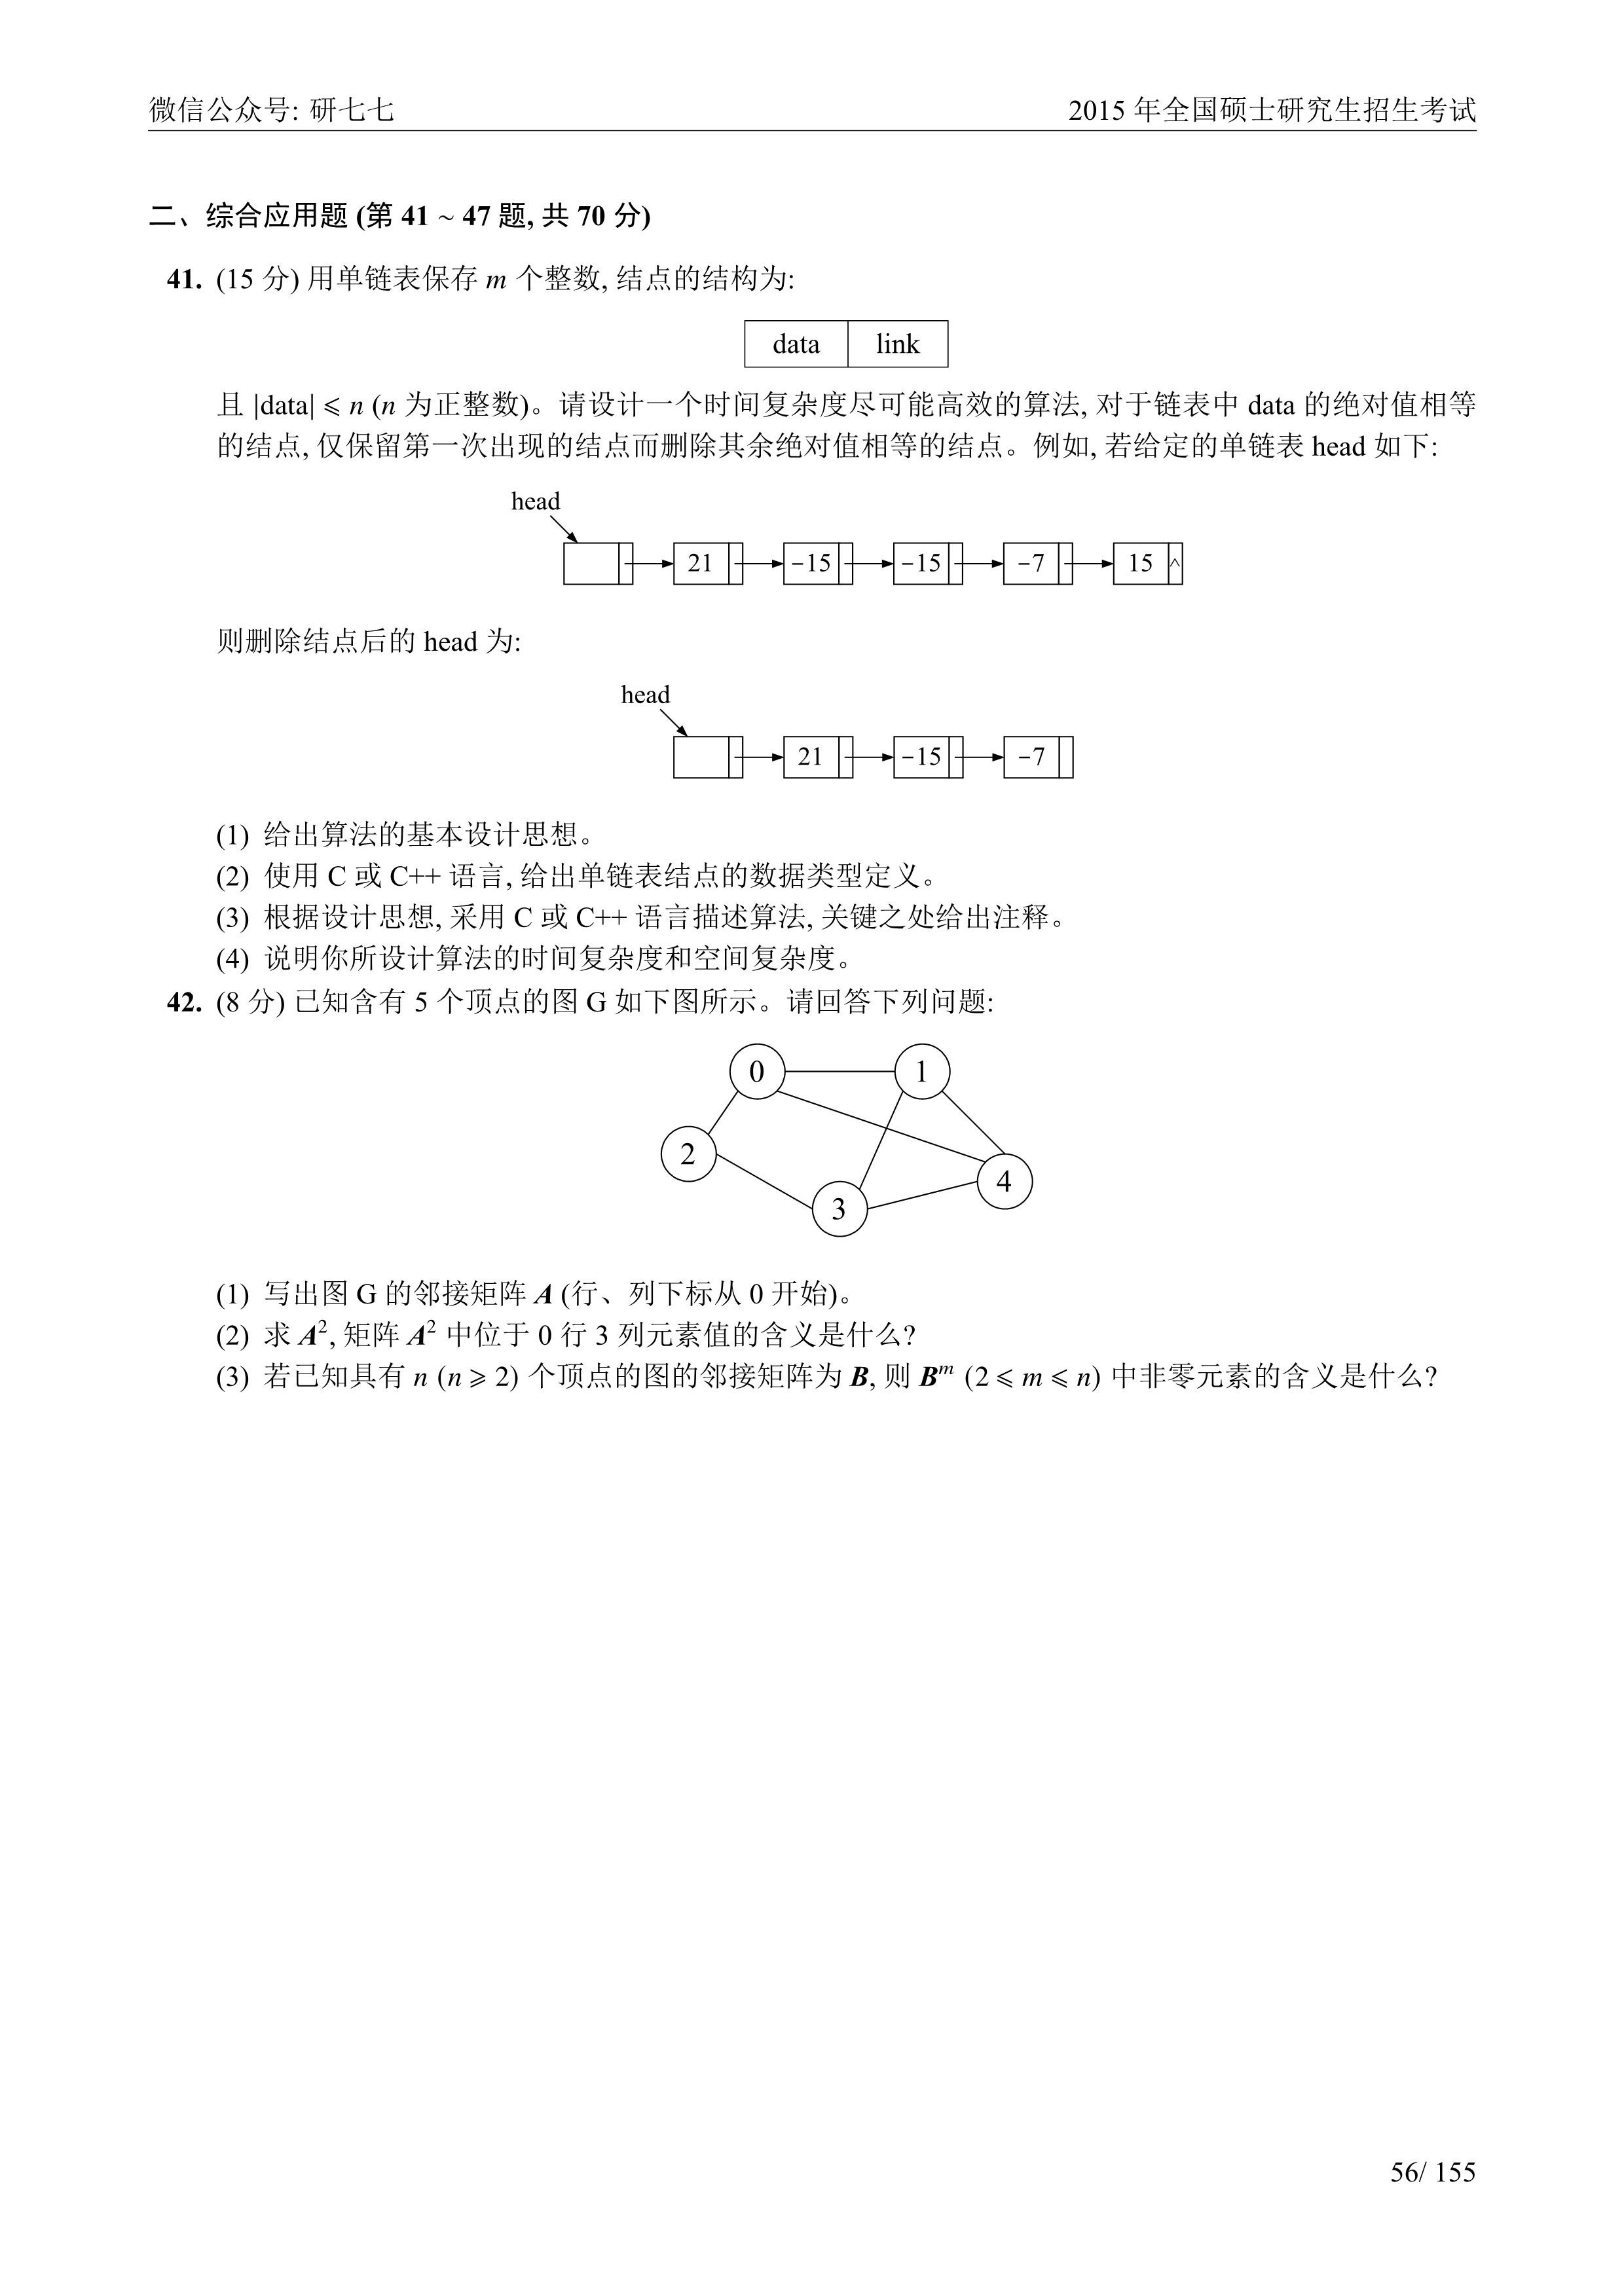 微信公众号: 研七七
2015 年全国硕士研究生招生考试
二、综合应用题 (第 41 ~ 47 题, 共 70 分)
41. (15 分) 用单链表保存 m 个整数, 结点的结构为:
data link
且 |data| ⩽ n (n 为正整数)。请设计一个时间复杂度尽可能高效的算法, 对于链表中 data 的绝对值相等
的结点, 仅保留第一次出现的结点而删除其余绝对值相等的结点。例如, 若给定的单链表 head 如下:
head
21 −15 −15 −7 15 ^
则删除结点后的 head 为:
head
21 −15 −7
(1) 给出算法的基本设计思想。
(2) 使用 C 或 C++ 语言, 给出单链表结点的数据类型定义。
(3) 根据设计思想, 采用 C 或 C++ 语言描述算法, 关键之处给出注释。
(4) 说明你所设计算法的时间复杂度和空间复杂度。
42. (8 分) 已知含有 5 个顶点的图 G 如下图所示。请回答下列问题:
0 1
2
4
3
(1) 写出图 G 的邻接矩阵 A (行、列下标从 0 开始)。
(2) 求 A², 矩阵 A² 中位于 0 行 3 列元素值的含义是什么?
(3) 若已知具有 n (n ⩾ 2) 个顶点的图的邻接矩阵为 B, 则 Bᵐ (2 ⩽ m ⩽ n) 中非零元素的含义是什么?
56/ 155